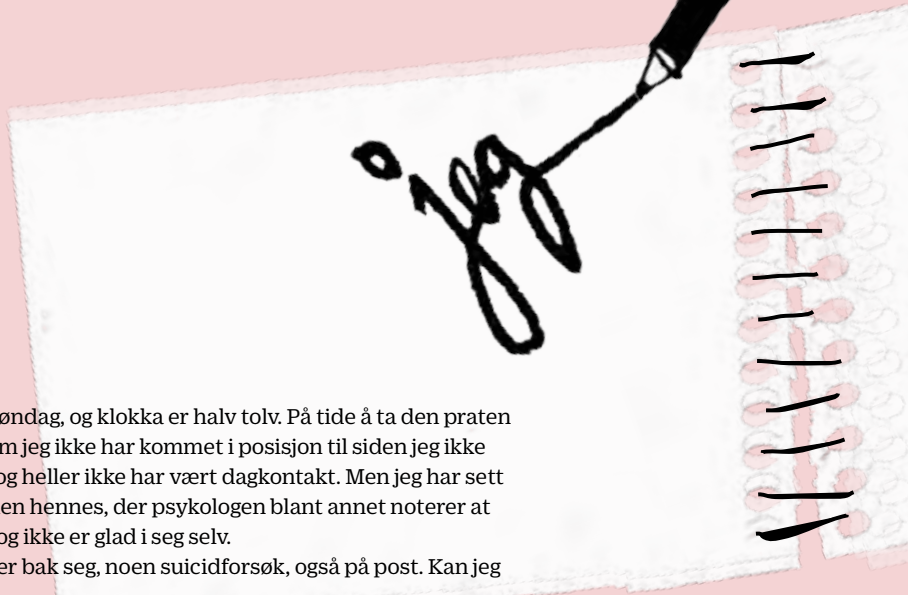 jeg
øndag, og klokka er halv tolv. På tide å ta den praten
m jeg ikke har kommet i posisjon til siden jeg ikke
og heller ikke har vært dagkontakt. Men jeg har sett
en hennes, der psykologen blant annet noterer at
og ikke er glad i seg selv.
er bak seg, noen suicidforsøk, også på post. Kan jeg